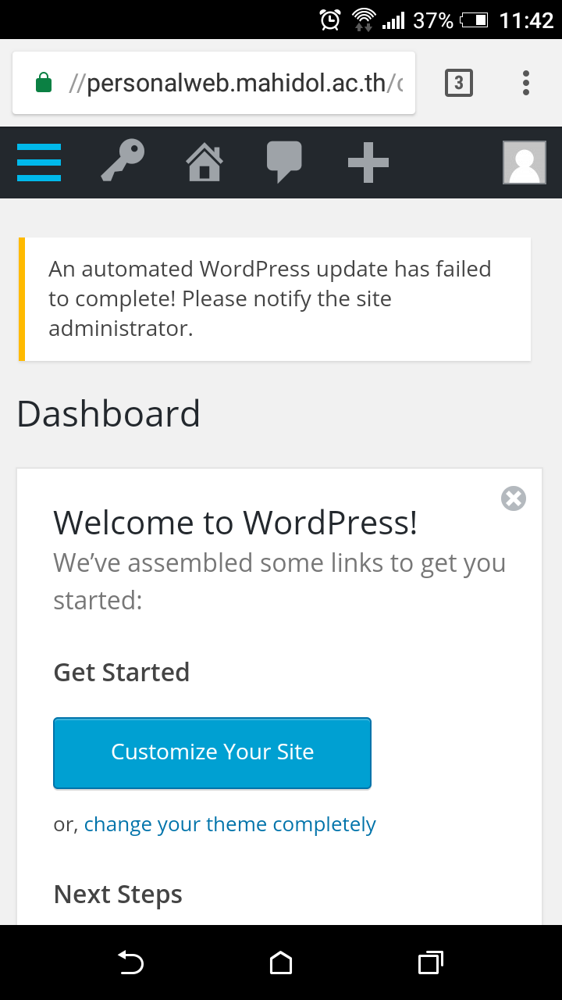 37% 11:42
//personalweb.mahidol.ac.th/
3
An automated WordPress update has failed
to complete! Please notify the site
administrator.
Dashboard
Welcome to WordPress!
We’ve assembled some links to get you
started:
Get Started
Customize Your Site
or, change your theme completely
Next Steps